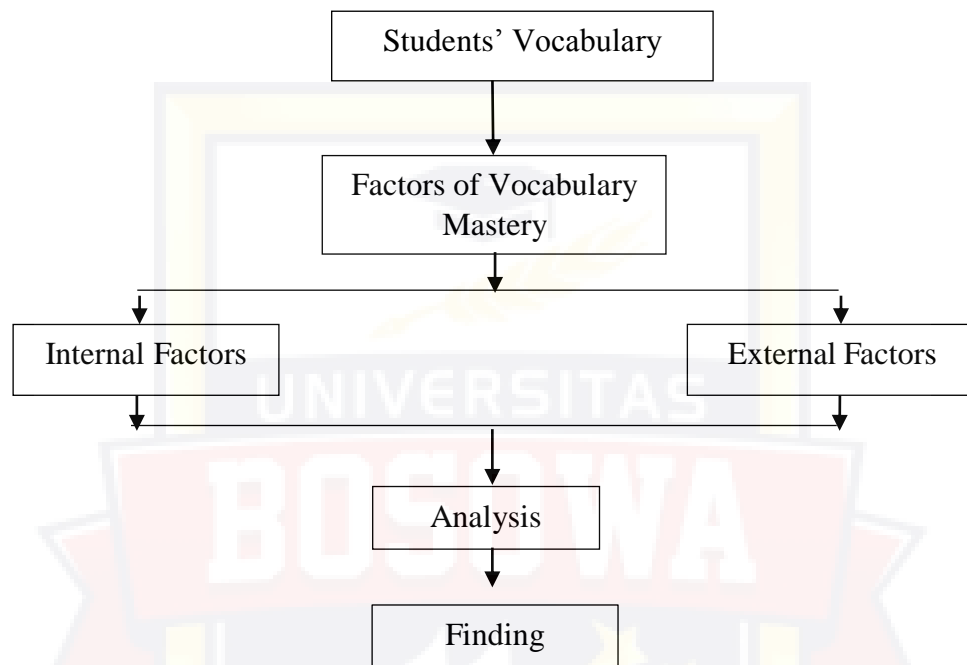 Students’ Vocabulary
Factors of Vocabulary
Mastery
Internal Factors
External Factors
UNIVERSITAS
BOSOWA
Analysis
Finding